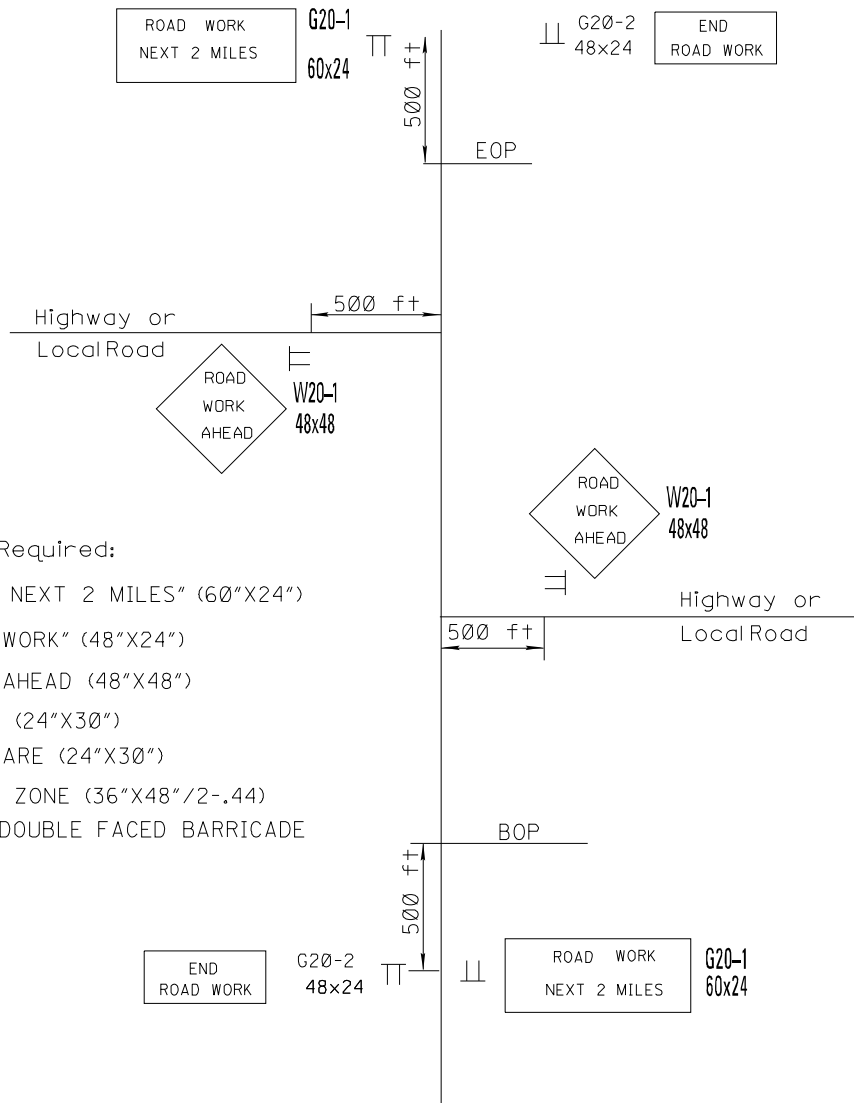 ROAD WORK
NEXT 2 MILES
G20-1
60x24
500 ft
G20-2
48x24
END
ROAD WORK
EOP
500 ft
Highway or
Local Road
ROAD
WORK
AHEAD
W20-1
48x48
ROAD
WORK
AHEAD
W20-1
48x48
Required:
NEXT 2 MILES" (60"X24")
WORK" (48"X24")
AHEAD (48"X48")
(24"X30")
ARE (24"X30")
ZONE (36"X48"/2-.44)
DOUBLE FACED BARRICADE
500 ft
Highway or
Local Road
BOP
500 ft
END
ROAD WORK
G20-2
48x24
ROAD WORK
NEXT 2 MILES
G20-1
60x24